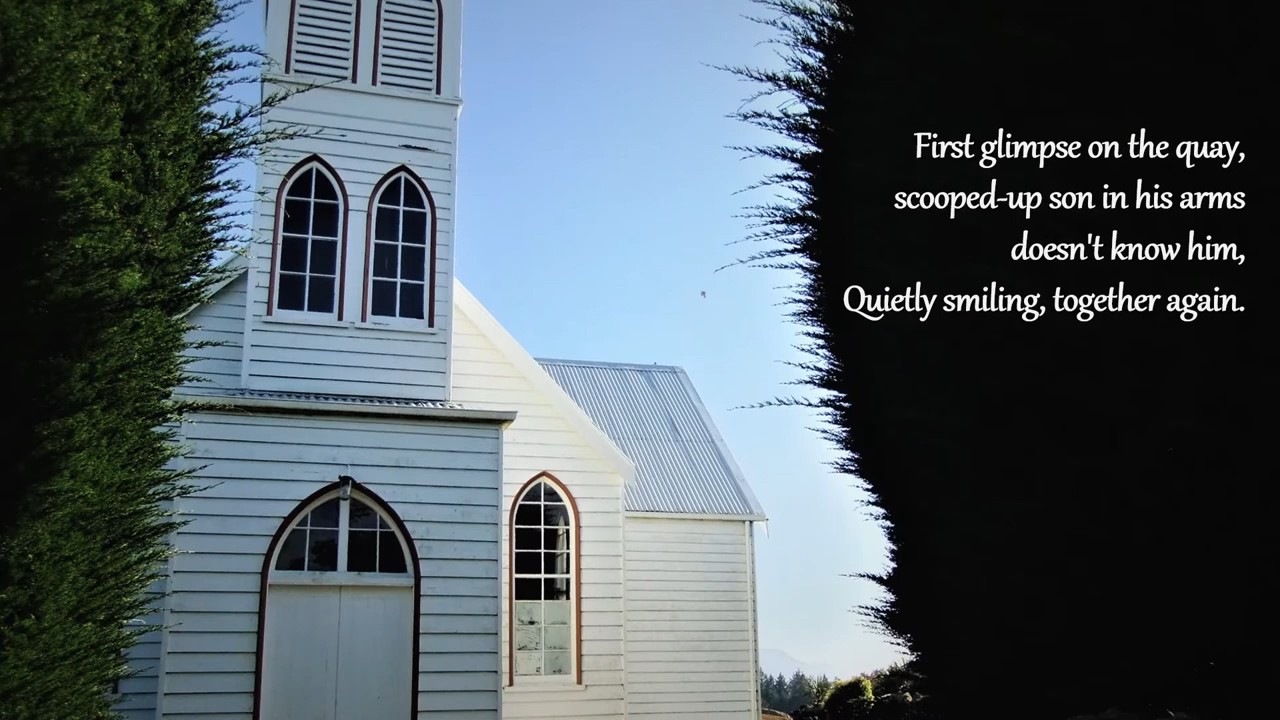 First glimpse on the quay,
scooped-up son in his arms
doesn't know him,
Quietly smiling, together again.